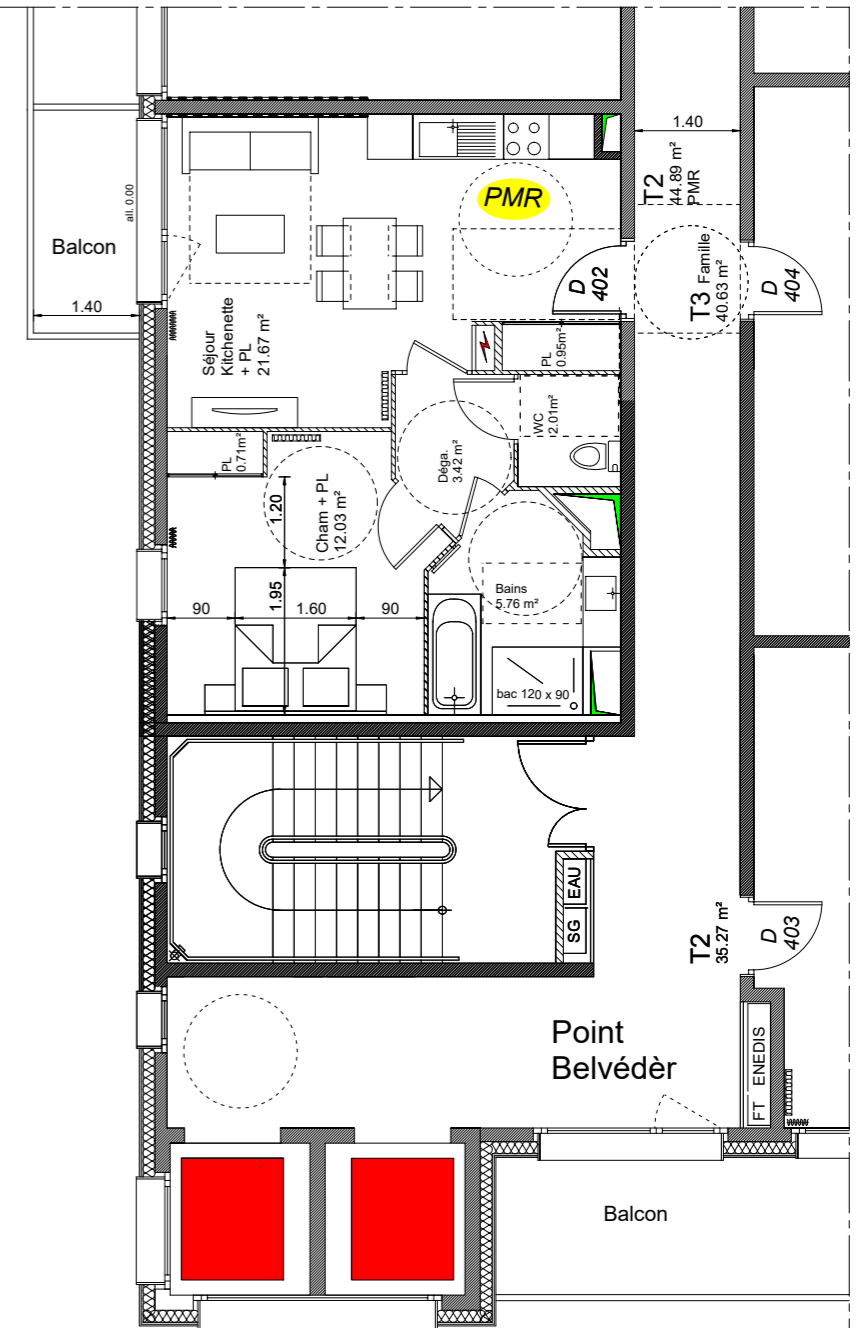 1.40
T2
44.89 m²
PMR
PMR
all. 0.00
Balcon
1.40
D
402
T3 Famille
40.63 m²
D
404
Séjour
Kitchenette
+ PL
21.67 m²
PL
0.95m²
WC
2.01m²
Déga.
3.42 m²
PL
0.71m²
1.20
Cham + PL
12.03 m²
1.95
90
1.60
90
Bains
5.76 m²
bac 120 x 90
EAU
SG
T2
35.27 m²
D
403
Point
Belvédèr
FT ENEDIS
Balcon